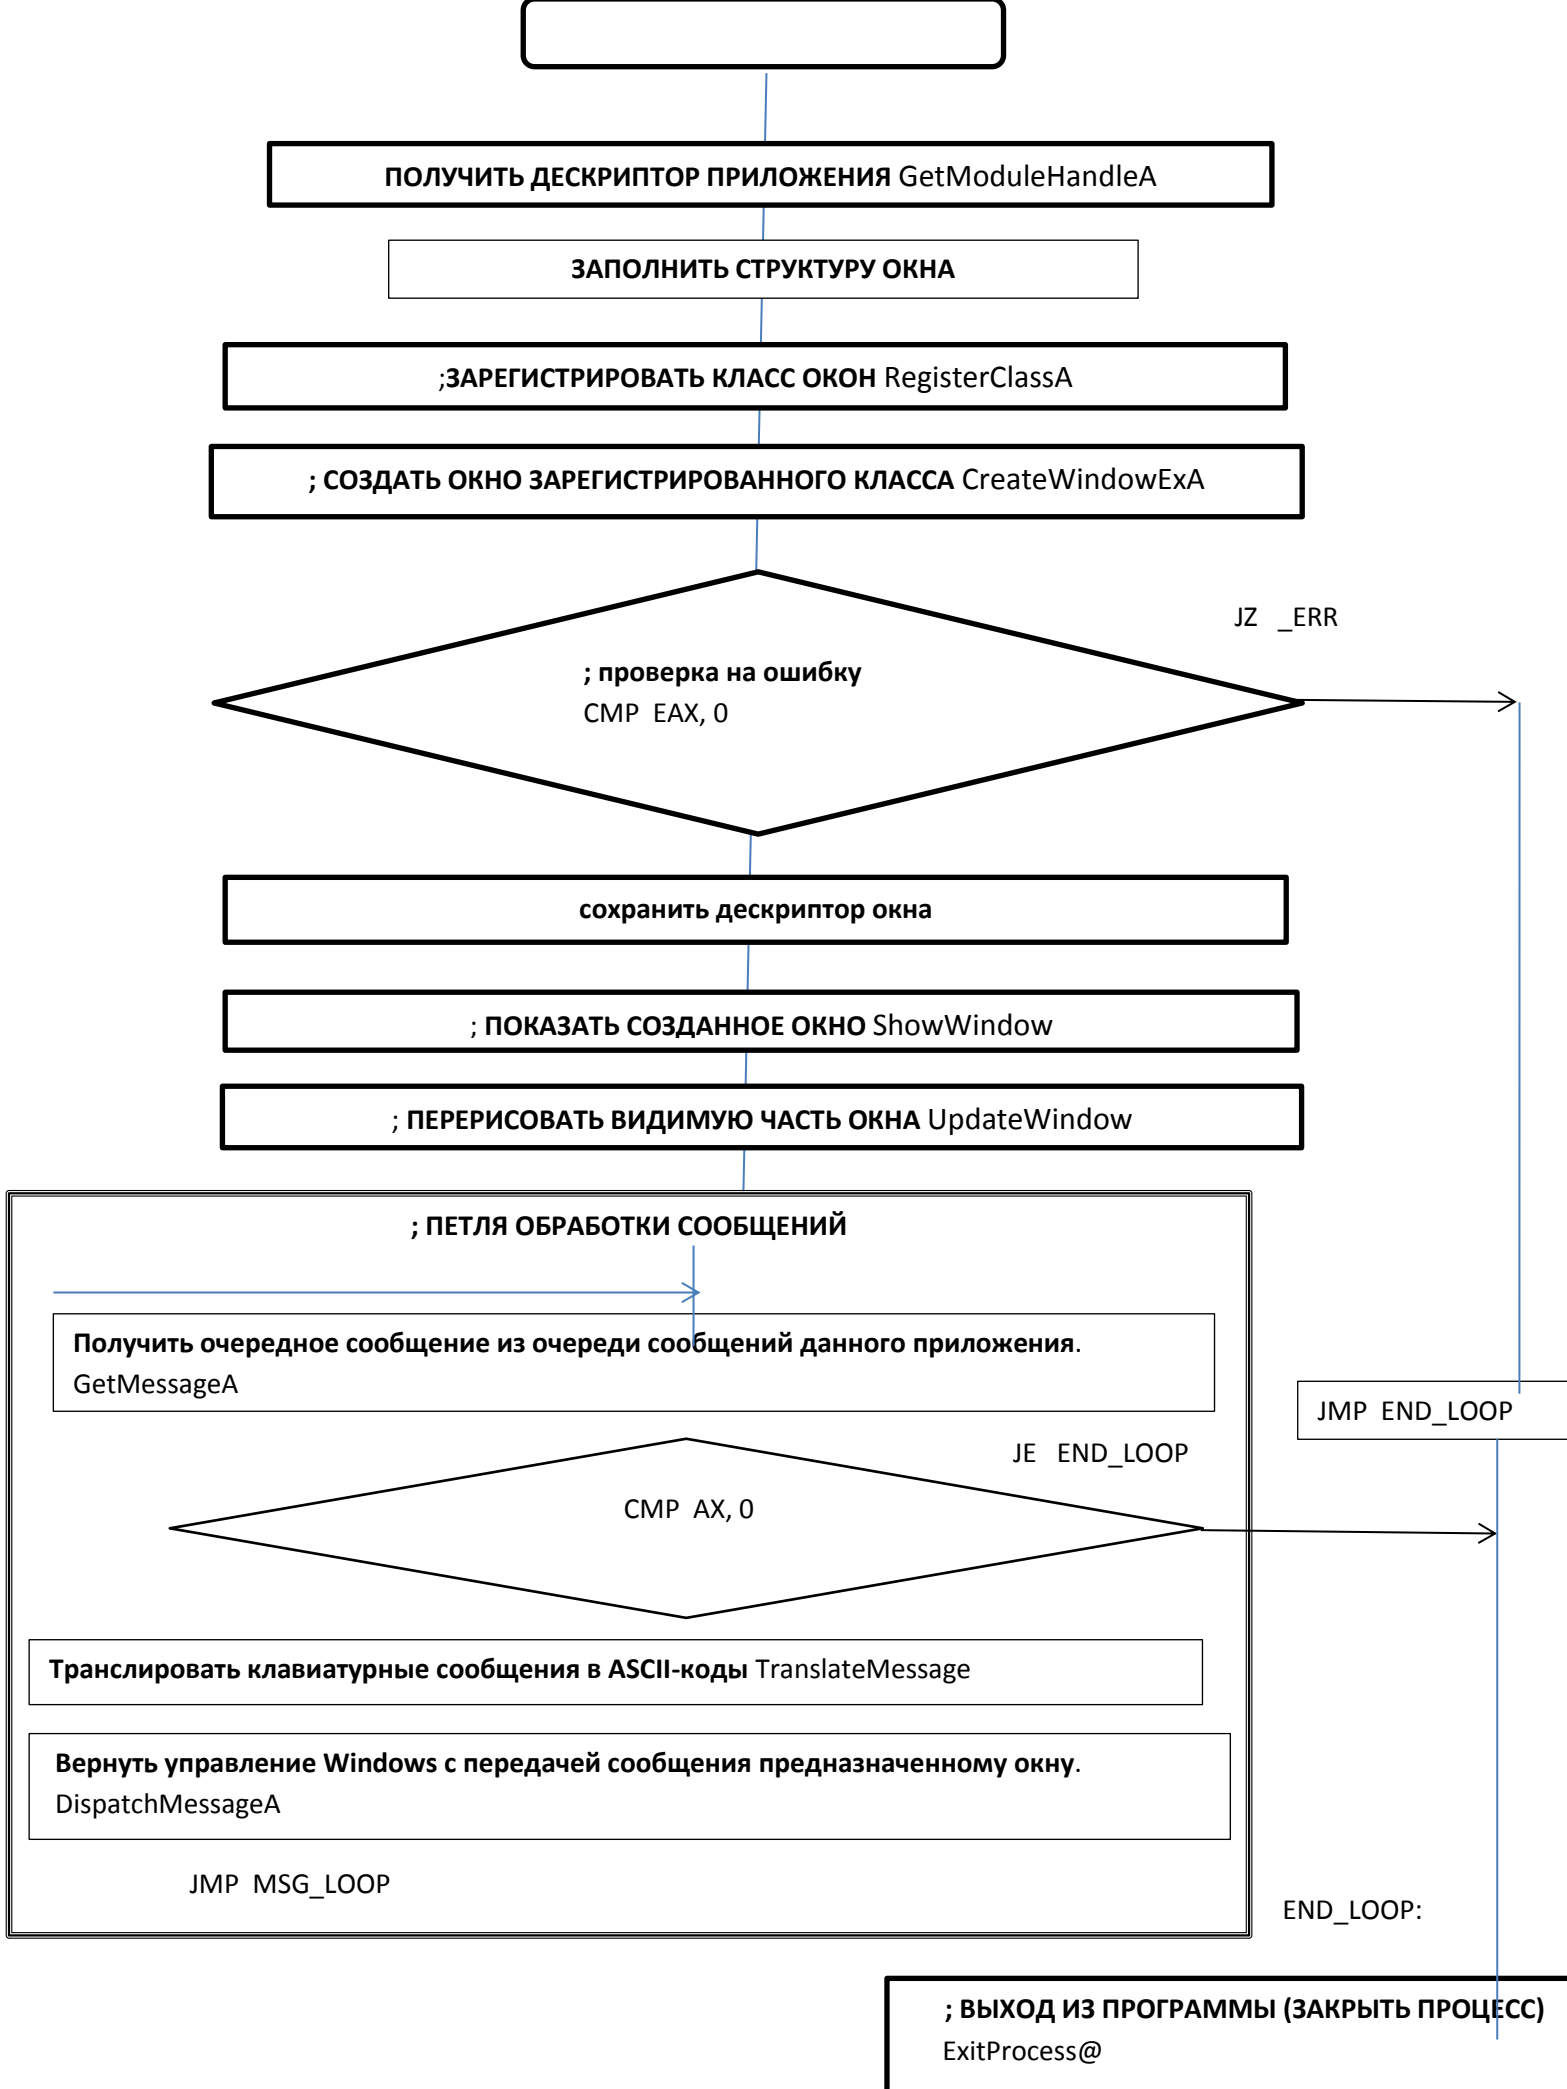 ПОЛУЧИТЬ ДЕСКРИПТОР ПРИЛОЖЕНИЯ GetModuleHandleA
ЗАПОЛНИТЬ СТРУКТУРУ ОКНА
;ЗАРЕГИСТРИРОВАТЬ КЛАСС ОКОН RegisterClassA
; СОЗДАТЬ ОКНО ЗАРЕГИСТРИРОВАННОГО КЛАССА CreateWindowExA
JZ _ERR
; проверка на ошибку
CMP EAX, 0
сохранить дескриптор окна
; ПОКАЗАТЬ СОЗДАННОЕ ОКНО ShowWindow
; ПЕРЕРИСОВАТЬ ВИДИМУЮ ЧАСТЬ ОКНА UpdateWindow
; ПЕТЛЯ ОБРАБОТКИ СООБЩЕНИЙ
Получить очередное сообщение из очереди сообщений данного приложения.
GetMessageA
JMP END_LOOP
JE END_LOOP
CMP AX, 0
Транслировать клавиатурные сообщения в ASCII-коды TranslateMessage
Вернуть управление Windows с передачей сообщения предназначенному окну.
DispatchMessageA
JMP MSG_LOOP
END_LOOP:
; ВЫХОД ИЗ ПРОГРАММЫ (ЗАКРЫТЬ ПРОЦЕСС)
ExitProcess@